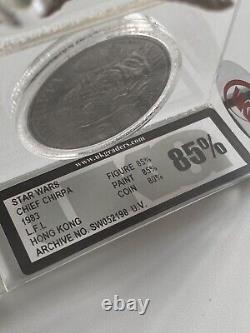 www.ukgraders.com
STAR WARS
CHIEF CHIRPA
1983
L.F.L.
HONG KONG
ARCHIVE NO. SW052198 U.V.
FIGURE 85%
PAINT 85%
COIN 80%
85%